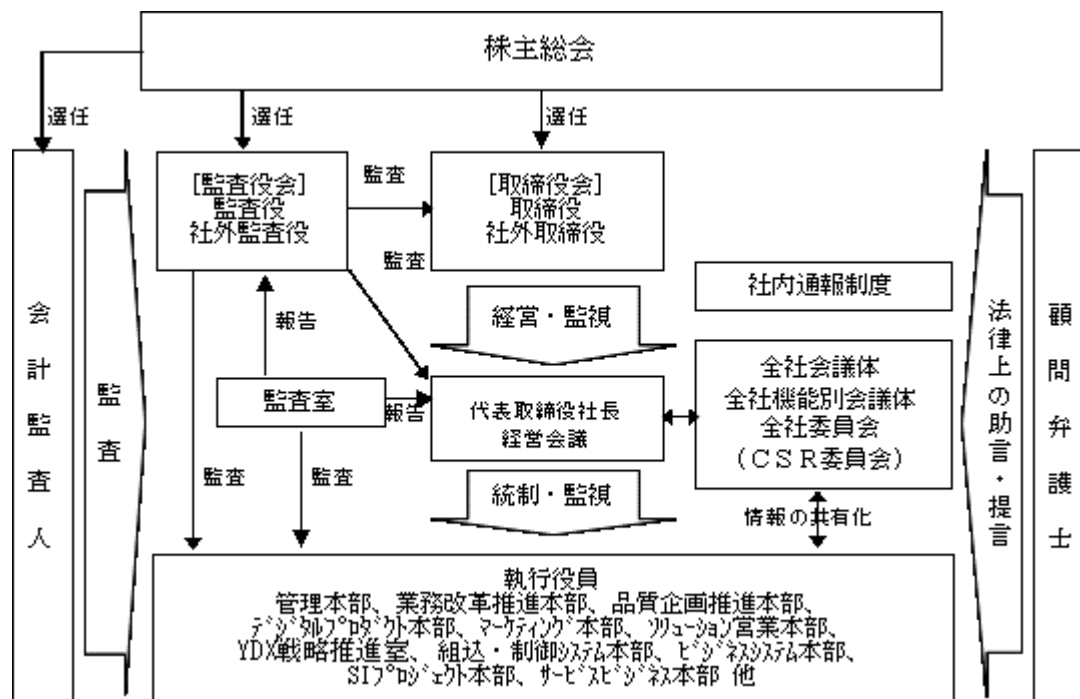 株主総会
選任
選任
選任
[監査役会]
監査役
社外監査役
監査
[取締役会]
取締役
社外取締役
監査
社内通報制度
経営・監視
報告
監査室
報告
代表取締役社長
経営会議
全社会議体
全社機能別会議体
全社委員会
(CSR委員会)
監査
監査
統制・監視
情報の共有化
会計監査人
監査
法律上の助言・提言
顧問弁護士
執行役員
管理本部、業務改革推進本部、品質企画推進本部、
ﾃﾞｼﾞﾀﾙﾌﾟﾛﾀﾞｸﾄ本部、ﾏｰｹﾃｨﾝｸﾞ本部、ｿﾘｭｰｼｮﾝ営業本部、
YDX戦略推進室、組込・制御ｼｽﾃﾑ本部、ﾋﾞｼﾞﾈｽｼｽﾃﾑ本部、
SIﾌﾟﾛｼﾞｪｸﾄ本部、ｻｰﾋﾞｽﾋﾞｼﾞﾈｽ本部 他